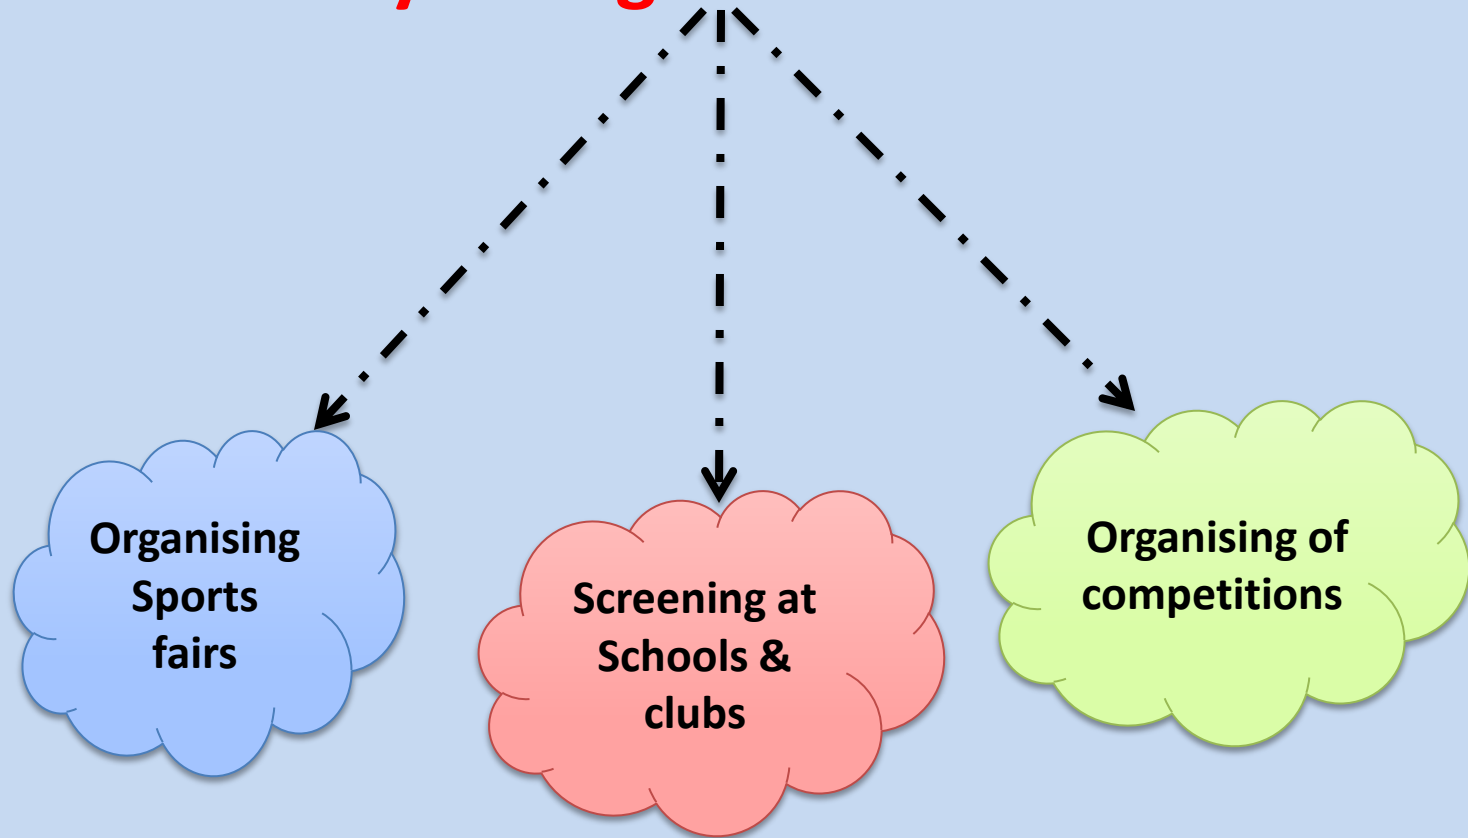 Organising
Sports
fairs
Screening at
Schools &
clubs
Organising of
competitions